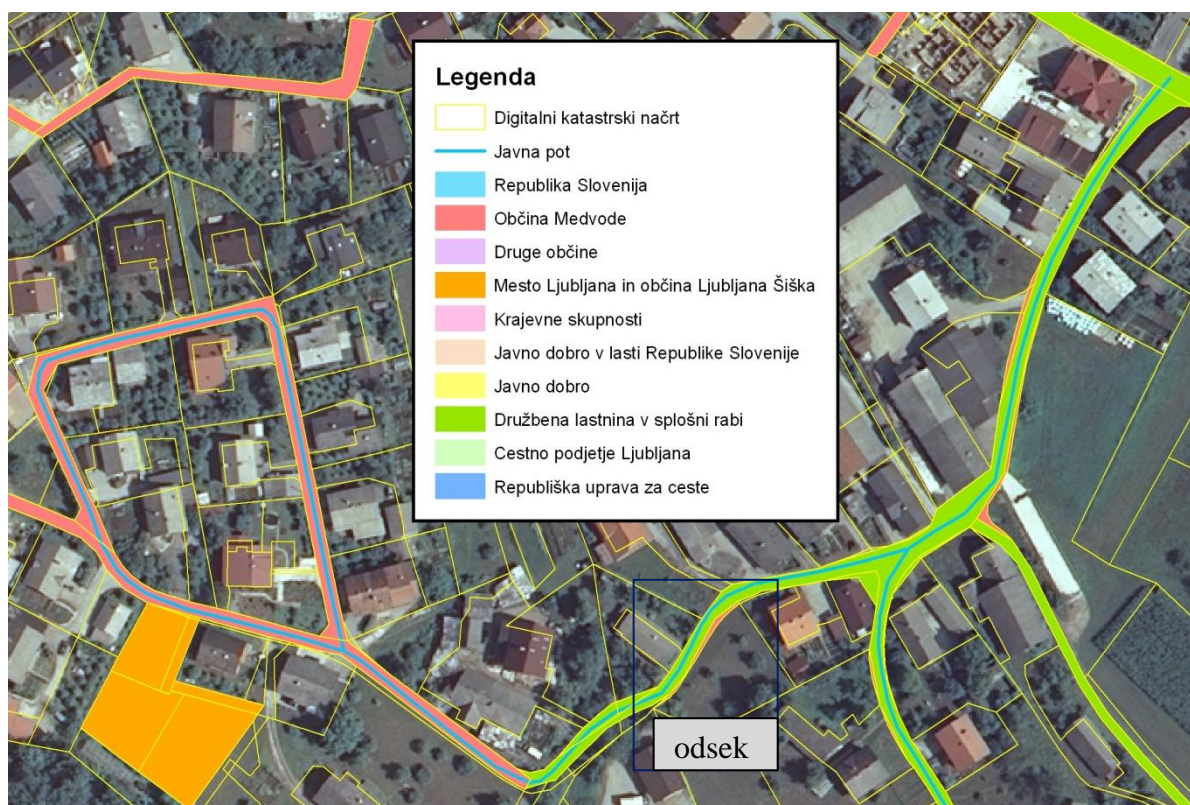 Legenda
Digitalni katastrski načrt
Javna pot
Republika Slovenija
Občina Medvode
Druge občine
Mesto Ljubljana in občina Ljubljana Šiška
Krajevne skupnosti
Javno dobro v lasti Republike Slovenije
Javno dobro
Družbena lastnina v splošni rabi
Cestno podjetje Ljubljana
Republiška uprava za ceste
odsek